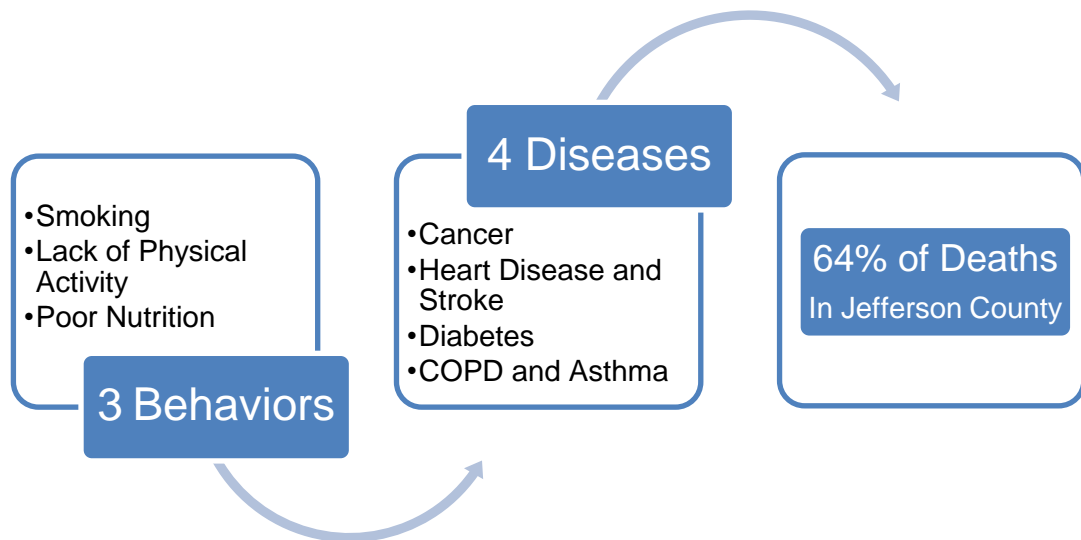 •Smoking
•Lack of Physical
Activity
•Poor Nutrition
3 Behaviors
4 Diseases
•Cancer
•Heart Disease and
Stroke
•Diabetes
•COPD and Asthma
64% of Deaths
In Jefferson County